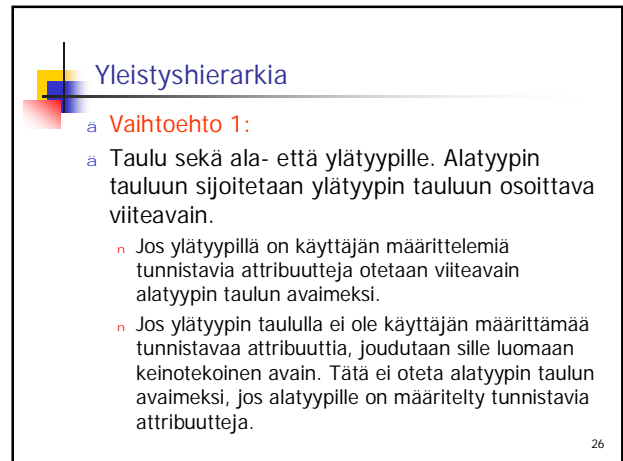 Yleistyshierarkia
ä Vaihtoehto 1:
ä Taulu sekä ala- että ylätyypille. Alatyypin
tauluun sijoitetaan ylätyypin tauluun osoittava
viiteavain.
n Jos ylätyypillä on käyttäjän määrittelemiä
tunnistavia attribuutteja otetaan viiteavain
alatyypin taulun avaimeksi.
n Jos ylätyypin taululla ei ole käyttäjän määrittämää
tunnistavaa attribuuttia, joudutaan sille luomaan
keinotekoinen avain. Tätä ei oteta alatyypin taulun
avaimeksi, jos alatyypille on määritelty tunnistavia
attribuutteja.
26